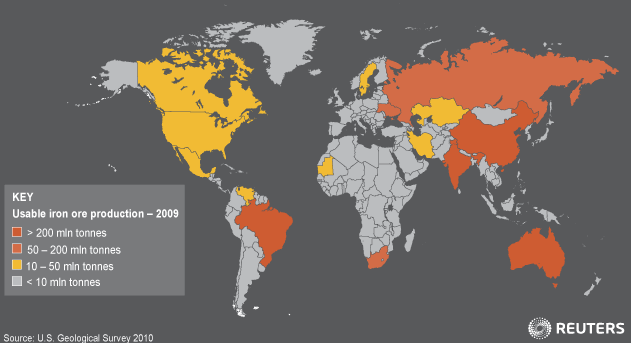 KEY
Usable iron ore production – 2009
> 200 mln tonnes
50 – 200 mln tonnes
10 – 50 mln tonnes
< 10 mln tonnes
REUTERS
Source: U.S. Geological Survey 2010